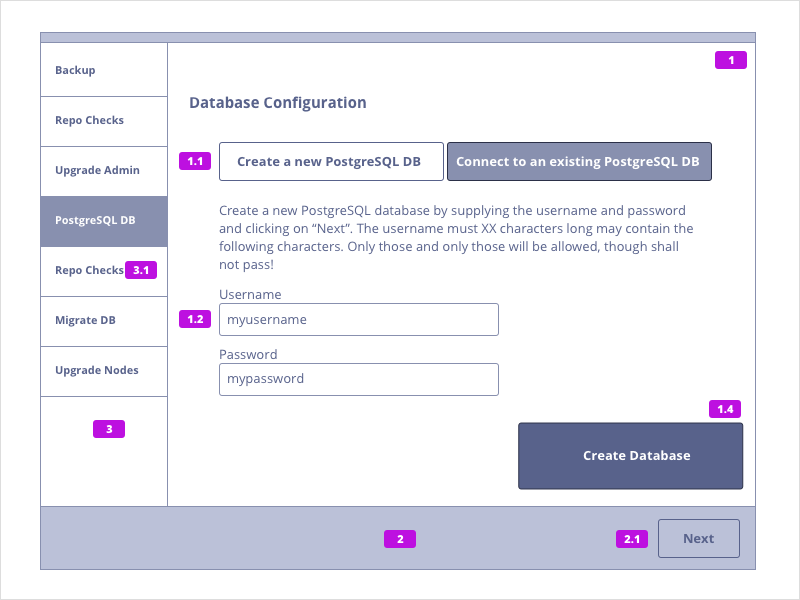 Backup
Repo Checks
Upgrade Admin
PostgreSQL DB
Repo Checks 3.1
Migrate DB
Upgrade Nodes
3
1
Database Configuration
1.1 Create a new PostgreSQL DB Connect to an existing PostgreSQL DB
Create a new PostgreSQL database by supplying the username and password
and clicking on “Next”. The username must XX characters long may contain the
following characters. Only those and only those will be allowed, though shall
not pass!
Username
1.2 myusername
Password
mypassword
1.4
Create Database
2 2.1 Next